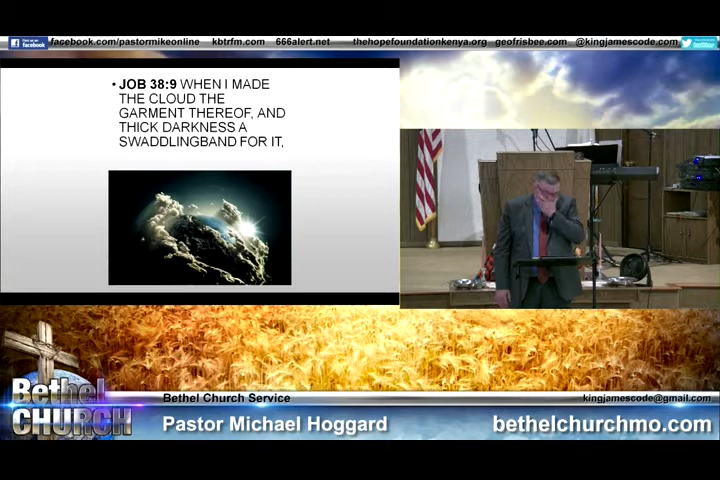 facebook.com/pastormikeonline kbtrfm.com 666alert.net thehopefoundationkenya.org geofrisbee.com @kingjamescode.com
• JOB 38:9 WHEN I MADE
THE CLOUD THE
GARMENT THEREOF, AND
THICK DARKNESS A
SWADDLINGBAND FOR IT,
Bethel
CHURCH
Bethel Church Service
kingjamescode@gmail.com
Pastor Michael Hoggard
bethelchurchmo.com